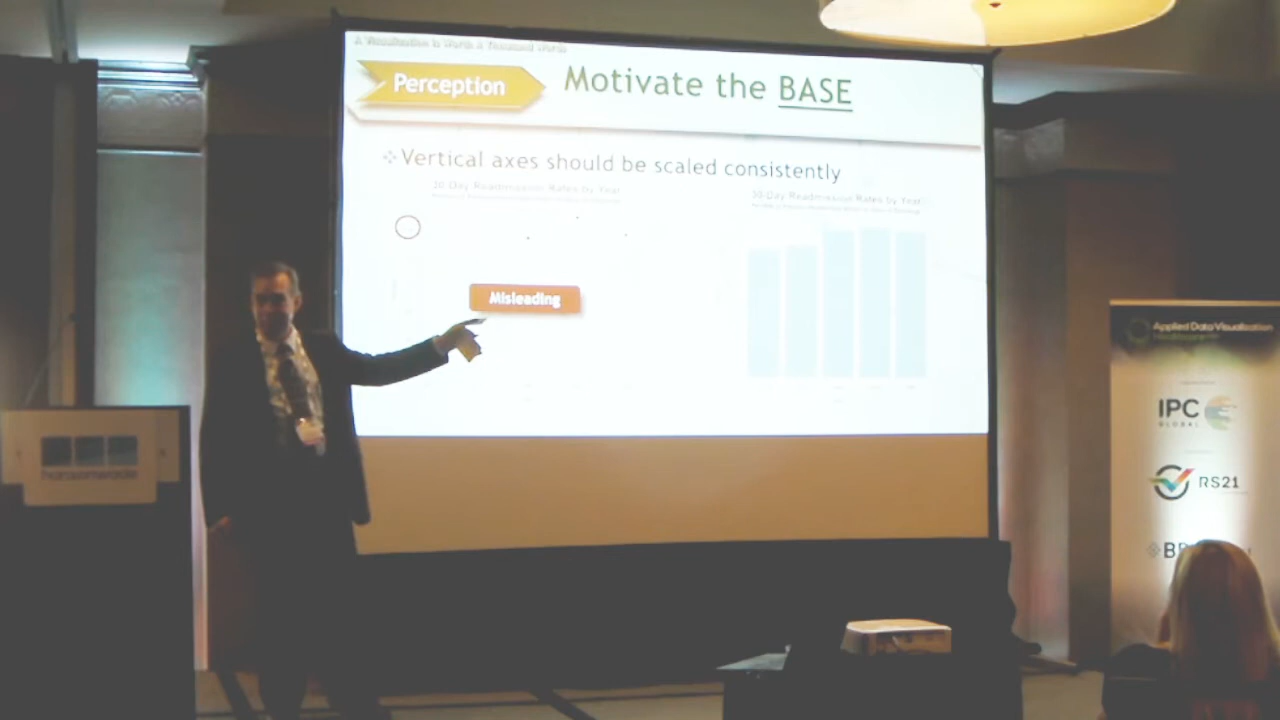 A Visualization is Worth A Thousand Words
Perception
Motivate the BASE
Vertical axes should be scaled consistently
30-Day Readmission Rates by Year
30-Day Readmission Rates by Year
Misleading
Applied Data Visualization
IPC
GLOBAL
RS21